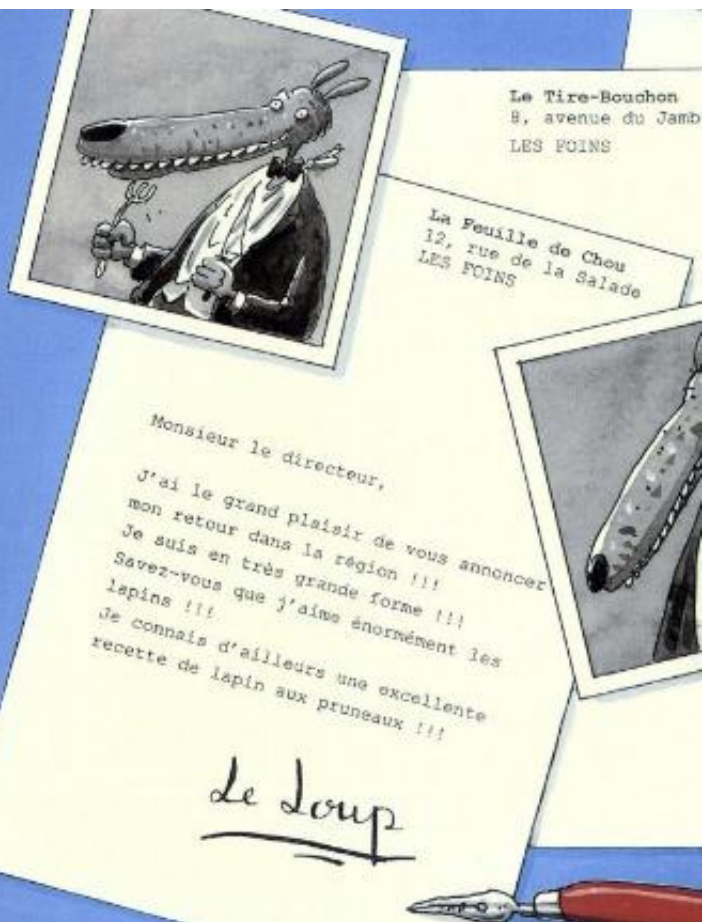 Le Tire-Bouchon
8, avenue du Jamb
LES FOINS
La Feuille de Chou
12, rue de la Salade
LES FOINS
Monsieur le directeur,
J'ai le grand plaisir de vous annoncer
mon retour dans la région !!!
Je suis en très grande forme !!!
Savez-vous que j'aime énormément les
lapins !!!
Je connais d'ailleurs une excellente
recette de lapin aux pruneaux !!!
Le Loup